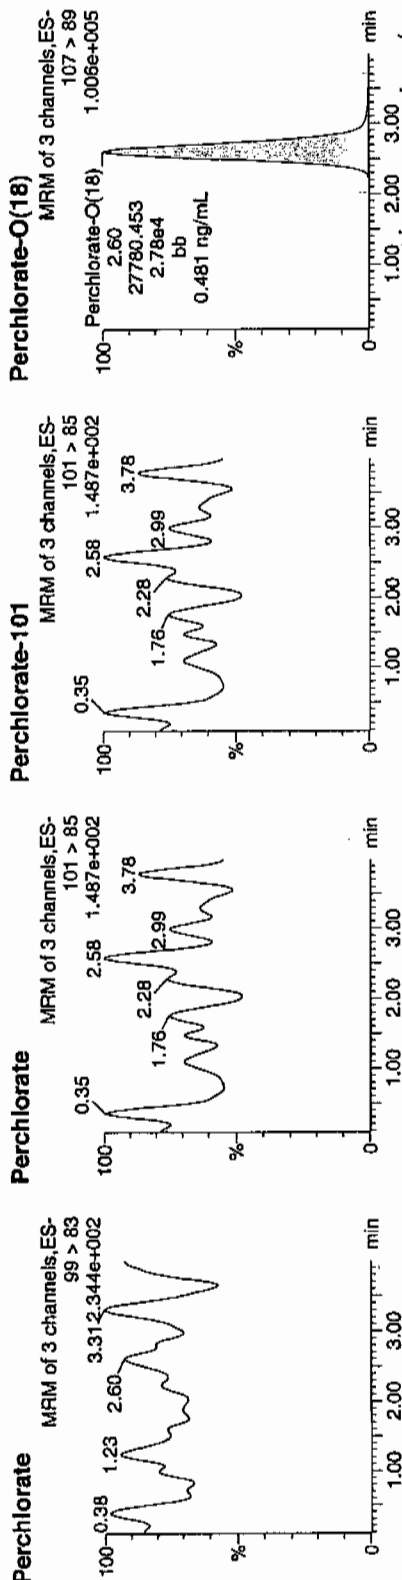 Perchlorate
MRM of 3 channels,ES-
99 > 83
3.312.344e+002
0.38
1.23
2.60
100
%
0
1.00
2.00
3.00
min
Perchlorate
MRM of 3 channels,ES-
101 > 85
1.487e+002
0.35
1.76
2.28
2.58
2.99
3.78
100
%
0
1.00
2.00
3.00
min
Perchlorate-101
MRM of 3 channels,ES-
101 > 85
1.487e+002
0.35
1.76
2.28
2.58
2.99
3.78
100
%
0
1.00
2.00
3.00
min
Perchlorate-O(18)
MRM of 3 channels,ES-
107 > 89
1.006e+005
Perchlorate-O(18)
2.60
27780.453
2.78e4
bb
0.481 ng/mL
100
%
0
1.00
2.00
3.00
min